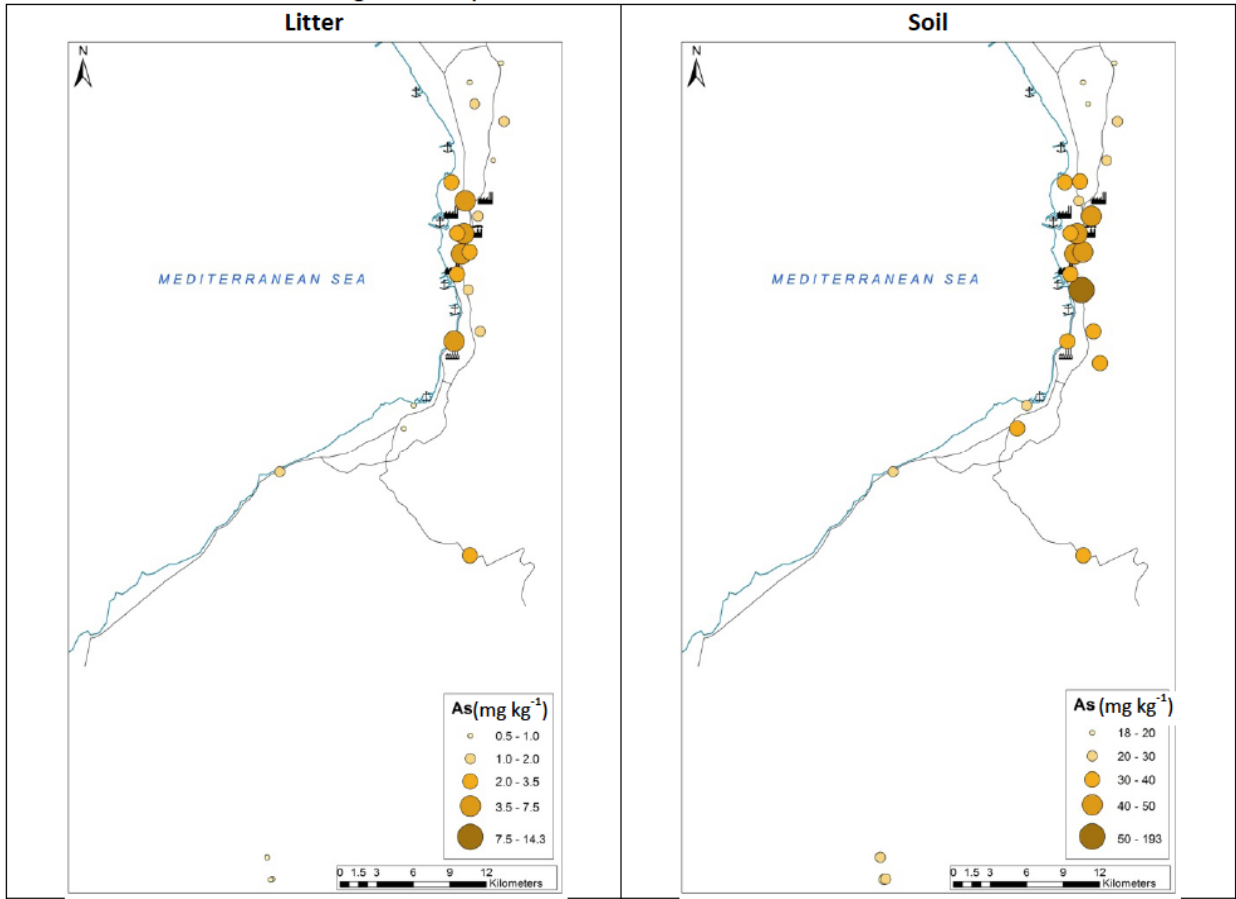 Litter
Soil
N
MEDITERRANEAN SEA
As(mg kg-1)
0.5 - 1.0
1.0 - 2.0
2.0 - 3.5
3.5 - 7.5
7.5 - 14.3
0 1.5 3 6 9 12
Kilometers
N
MEDITERRANEAN SEA
As (mg kg-1)
18 - 20
20 - 30
30 - 40
40 - 50
50 - 193
0 1.5 3 6 9 12
Kilometers